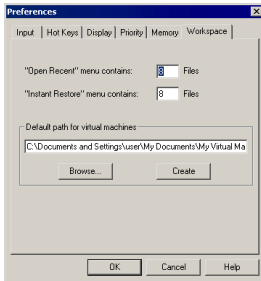 Preferences
Input Hot Keys Display Priority Memory Workspace
"Open Recent" menu contains: 8 Files
"Instant Restore" menu contains: 8 Files
Default path for virtual machines
C:\Documents and Settings\user\My Documents\My Virtual Ma
Browse... Create
OK Cancel Help